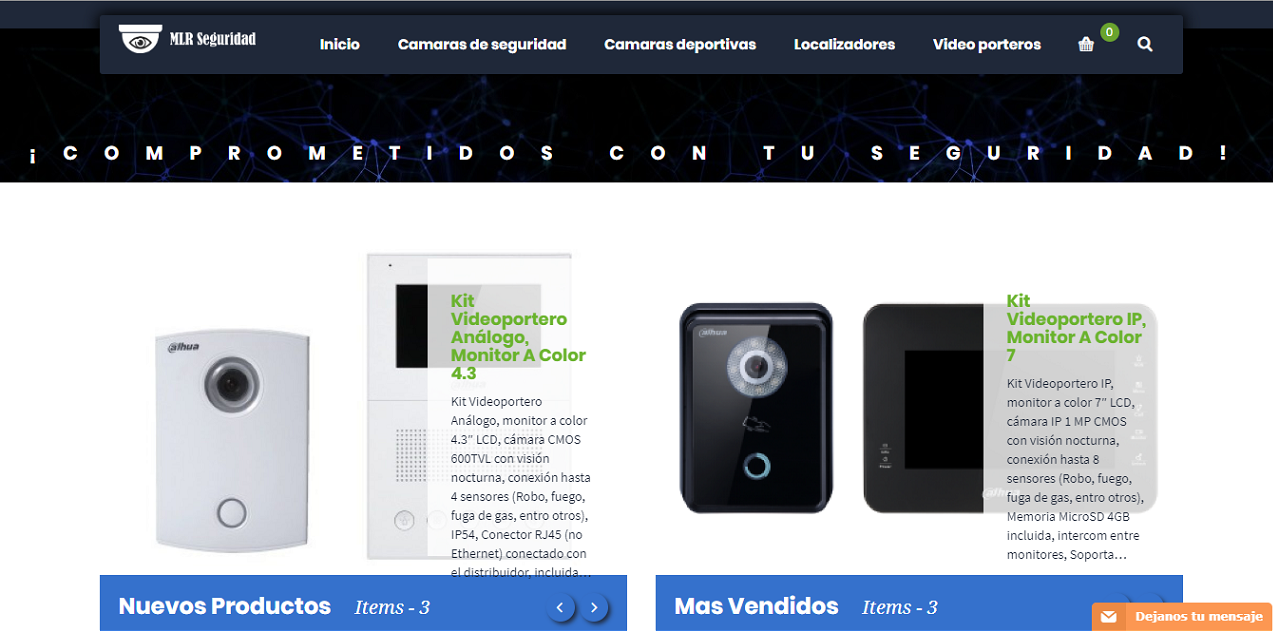 MLR Seguridad
Inicio
Camaras de seguridad
Camaras deportivas
Localizadores
Video porteros
0
¡COMPROMETIDOS CON TU SEGURIDAD!
alhua
Kit
Videoportero
Análogo,
Monitor A Color
4.3
Kit Videoportero
Análogo, monitor a color
4.3″ LCD, cámara CMOS
600TVL con visión
nocturna, conexión hasta
4 sensores (Robo, fuego,
fuga de gas, entro otros),
IP54, Conector RJ45 (no
Ethernet) conectado con
el distribuidor, incluida…
Nuevos Productos
Items - 3
alhua
Kit
Videoportero IP,
Monitor A Color
7
Kit Videoportero IP,
monitor a color 7″ LCD,
cámara IP 1 MP CMOS
con visión nocturna,
conexión hasta 8
sensores (Robo, fuego,
fuga de gas, entro otros),
Memoria MicroSD 4GB
incluida, intercom entre
monitores, Soporta…
Mas Vendidos
Items - 3
Dejanos tu mensaje